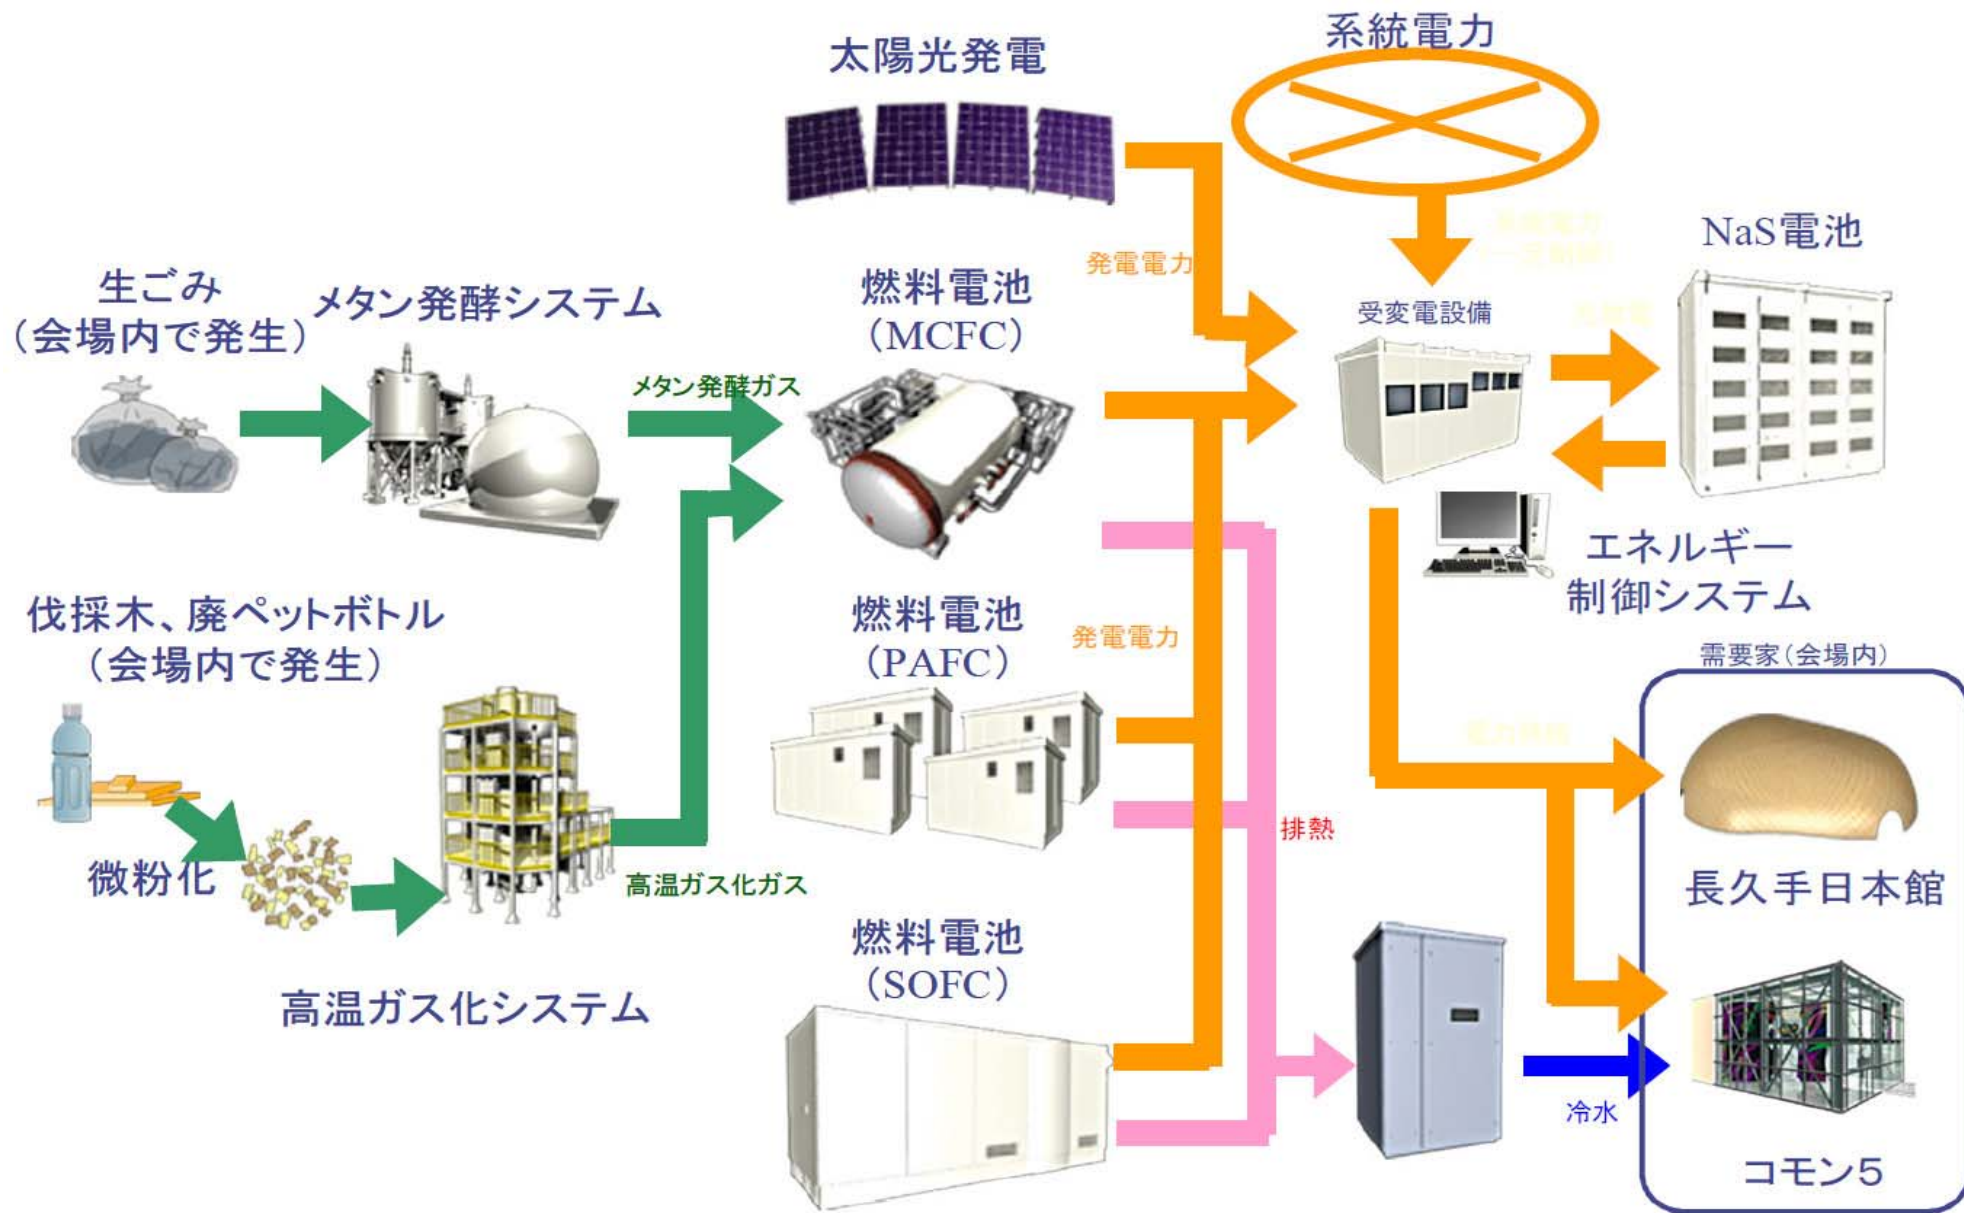 太陽光発電
系統電力
NaS電池
発電電力
生ごみ
(会場内で発生)
メタン発酵システム
燃料電池
(MCFC)
受変電設備
メタン発酵ガス
エネルギー
制御システム
伐採木、廃ペットボトル
(会場内で発生)
燃料電池
(PAFC)
発電電力
需要家(会場内)
排熱
微粉化
高温ガス化ガス
長久手日本館
燃料電池
(SOFC)
高温ガス化システム
冷水
コモン5